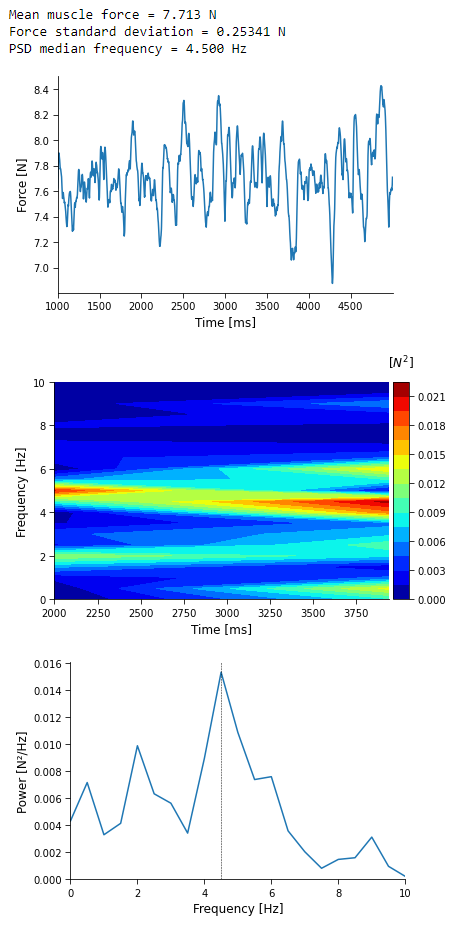 Mean muscle force = 7.713 N
Force standard deviation = 0.25341 N
PSD median frequency = 4.500 Hz
8.4
8.2
8.0
7.8
7.6
7.4
7.2
7.0
Force [N]
1000 1500 2000 2500 3000 3500 4000 4500
Time [ms]
[N²]
10
8
6
4
2
0
Frequency [Hz]
0.021
0.018
0.015
0.012
0.009
0.006
0.003
0.000
2000 2250 2500 2750 3000 3250 3500 3750
Time [ms]
0.016
0.014
0.012
0.010
0.008
0.006
0.004
0.002
0.000
Power [N²/Hz]
0 2 4 6 8 10
Frequency [Hz]